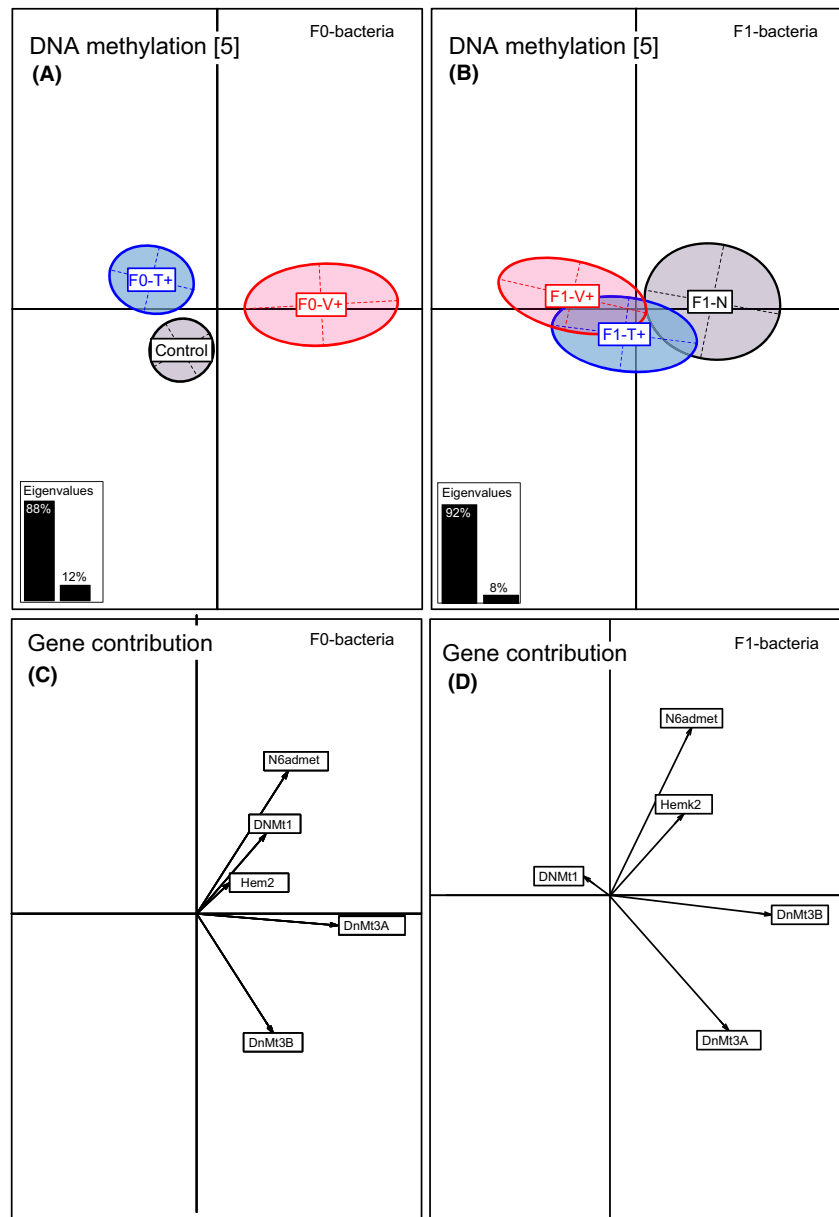 DNA methylation [5]
F0-bacteria
(A)
F0-T+
F0-V+
Control
Eigenvalues
88%
12%
DNA methylation [5]
F1-bacteria
(B)
F1-V+
F1-N
F1-T+
Eigenvalues
92%
8%
Gene contribution
F0-bacteria
(C)
N6admet
DNMt1
Hem2
DnMt3A
DnMt3B
Gene contribution
F1-bacteria
(D)
N6admet
Hemk2
DNMt1
DnMt3B
DnMt3A